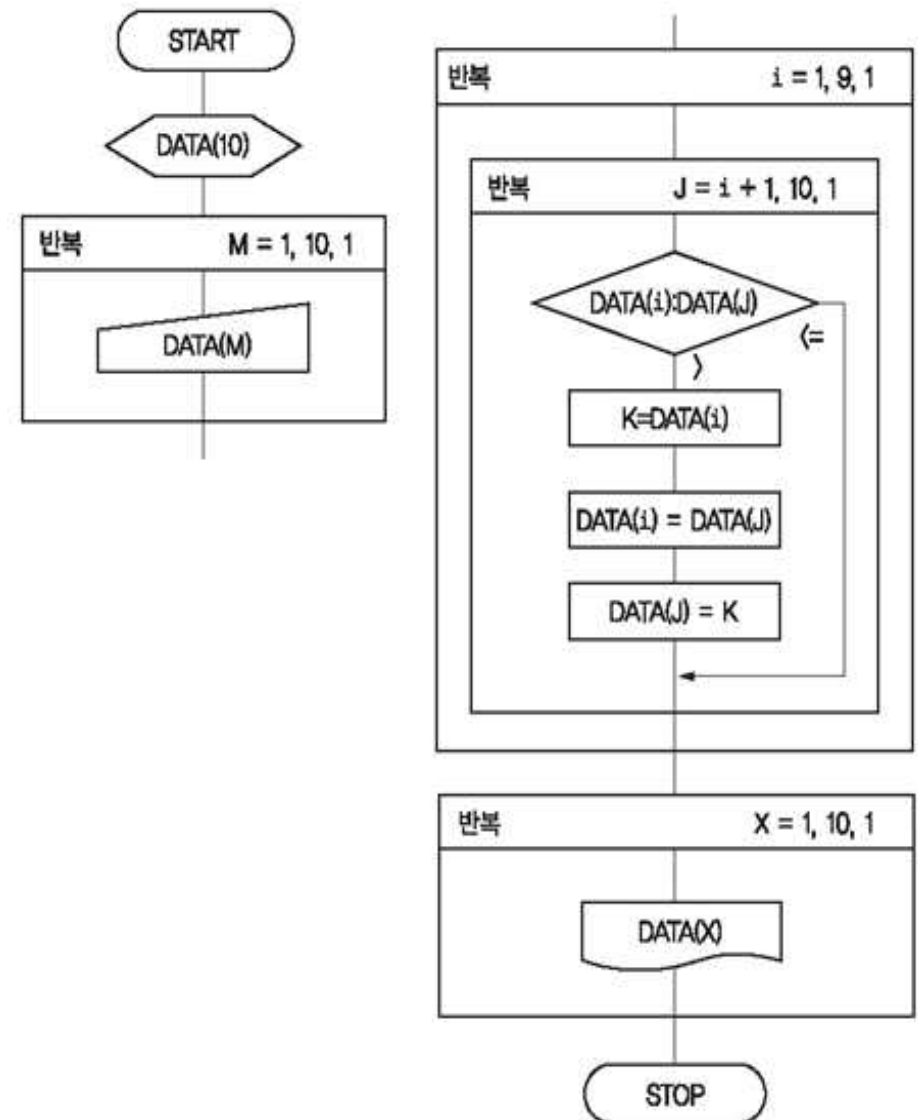 START
DATA(10)
반복 M = 1, 10, 1
DATA(M)
반복 i = 1, 9, 1
반복 J = i + 1, 10, 1
DATA(i):DATA(J)
<=
>
K=DATA(i)
DATA(i) = DATA(J)
DATA(J) = K
반복 X = 1, 10, 1
DATA(X)
STOP